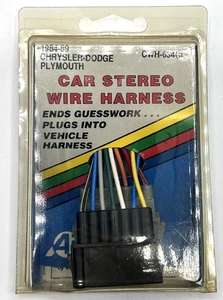 1984-89
CHRYSLER-DODGE
PLYMOUTH
CAR STEREO
WIRE HARNESS
ENDS GUESSWORK . . .
PLUGS INTO
VEHICLE
HARNESS